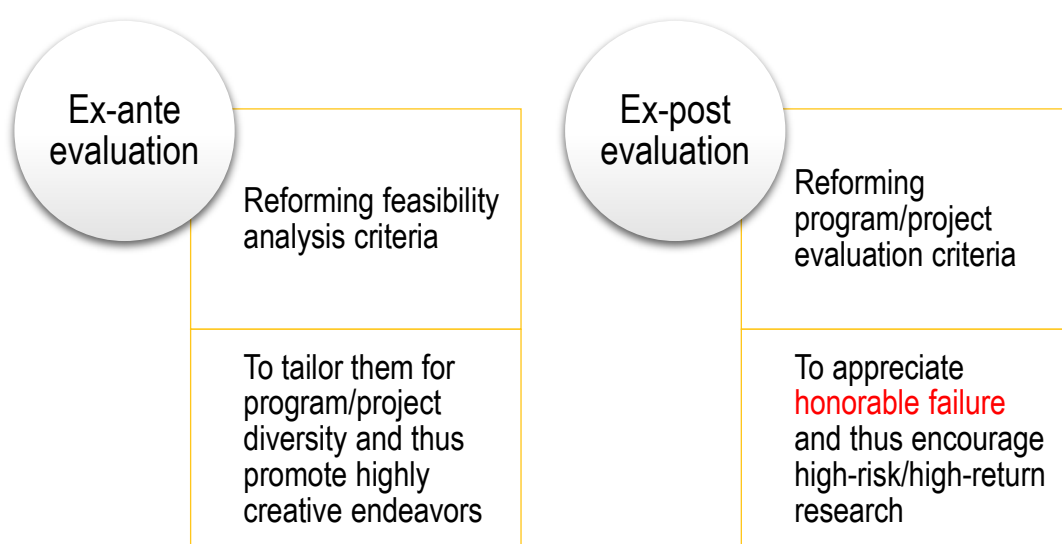 Ex-ante
evaluation
Reforming feasibility
analysis criteria
To tailor them for
program/project
diversity and thus
promote highly
creative endeavors
Ex-post
evaluation
Reforming
program/project
evaluation criteria
To appreciate
honorable failure
and thus encourage
high-risk/high-return
research